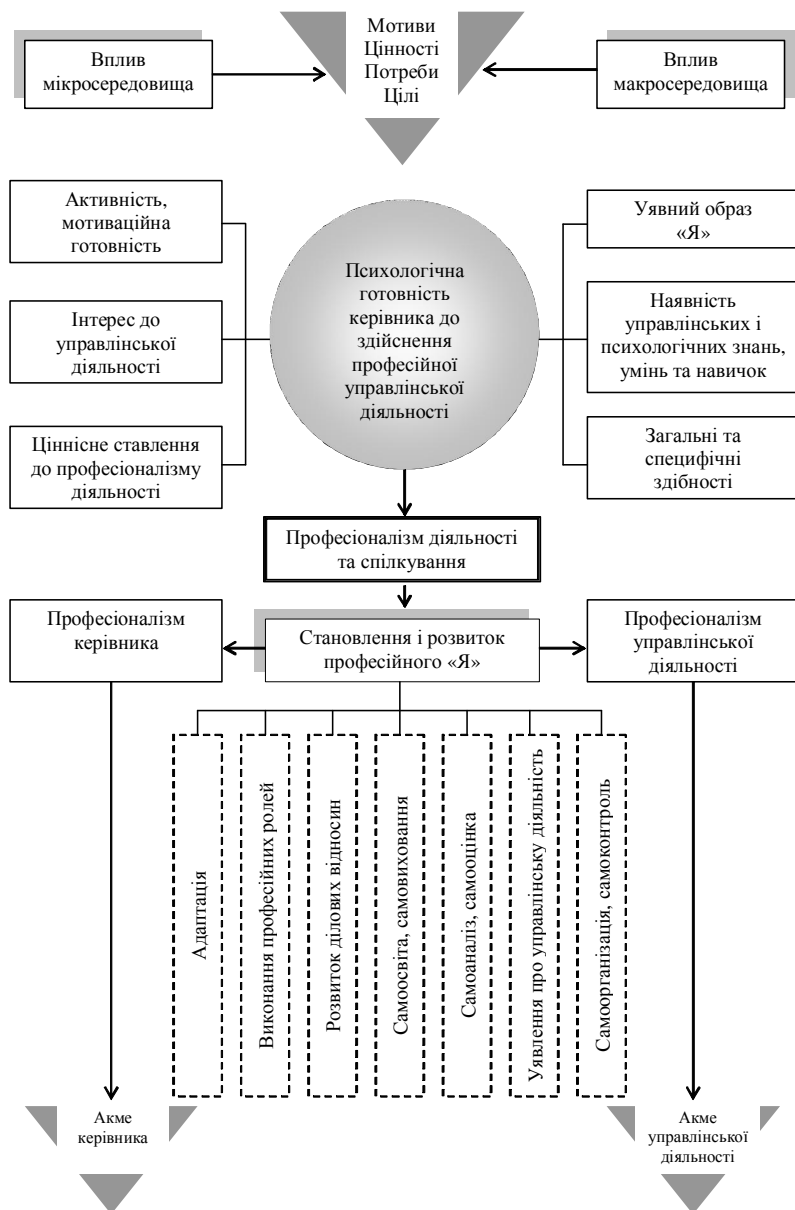 Мотиви
Цінності
Потреби
Цілі
Вплив
мікросередовища
Вплив
макросередовища
Активність,
мотиваційна
готовність
Інтерес до
управлінської
діяльності
Ціннісне ставлення
до професіоналізму
діяльності
Психологічна
готовність
керівника до
здійснення
професійної
управлінської
діяльності
Уявний образ
«Я»
Наявність
управлінських і
психологічних знань,
умінь та навичок
Загальні та
специфічні
здібності
Професіоналізм діяльності
та спілкування
Професіоналізм
керівника
Становлення і розвиток
професійного «Я»
Професіоналізм
управлінської
діяльності
Адаптація
Виконання професійних ролей
Розвиток ділових відносин
Самоосвіта, самовиховання
Самоаналіз, самооцінка
Уявлення про управлінську діяльність
Самоорганізація, самоконтроль
Акме
керівника
Акме
управлінської
діяльності